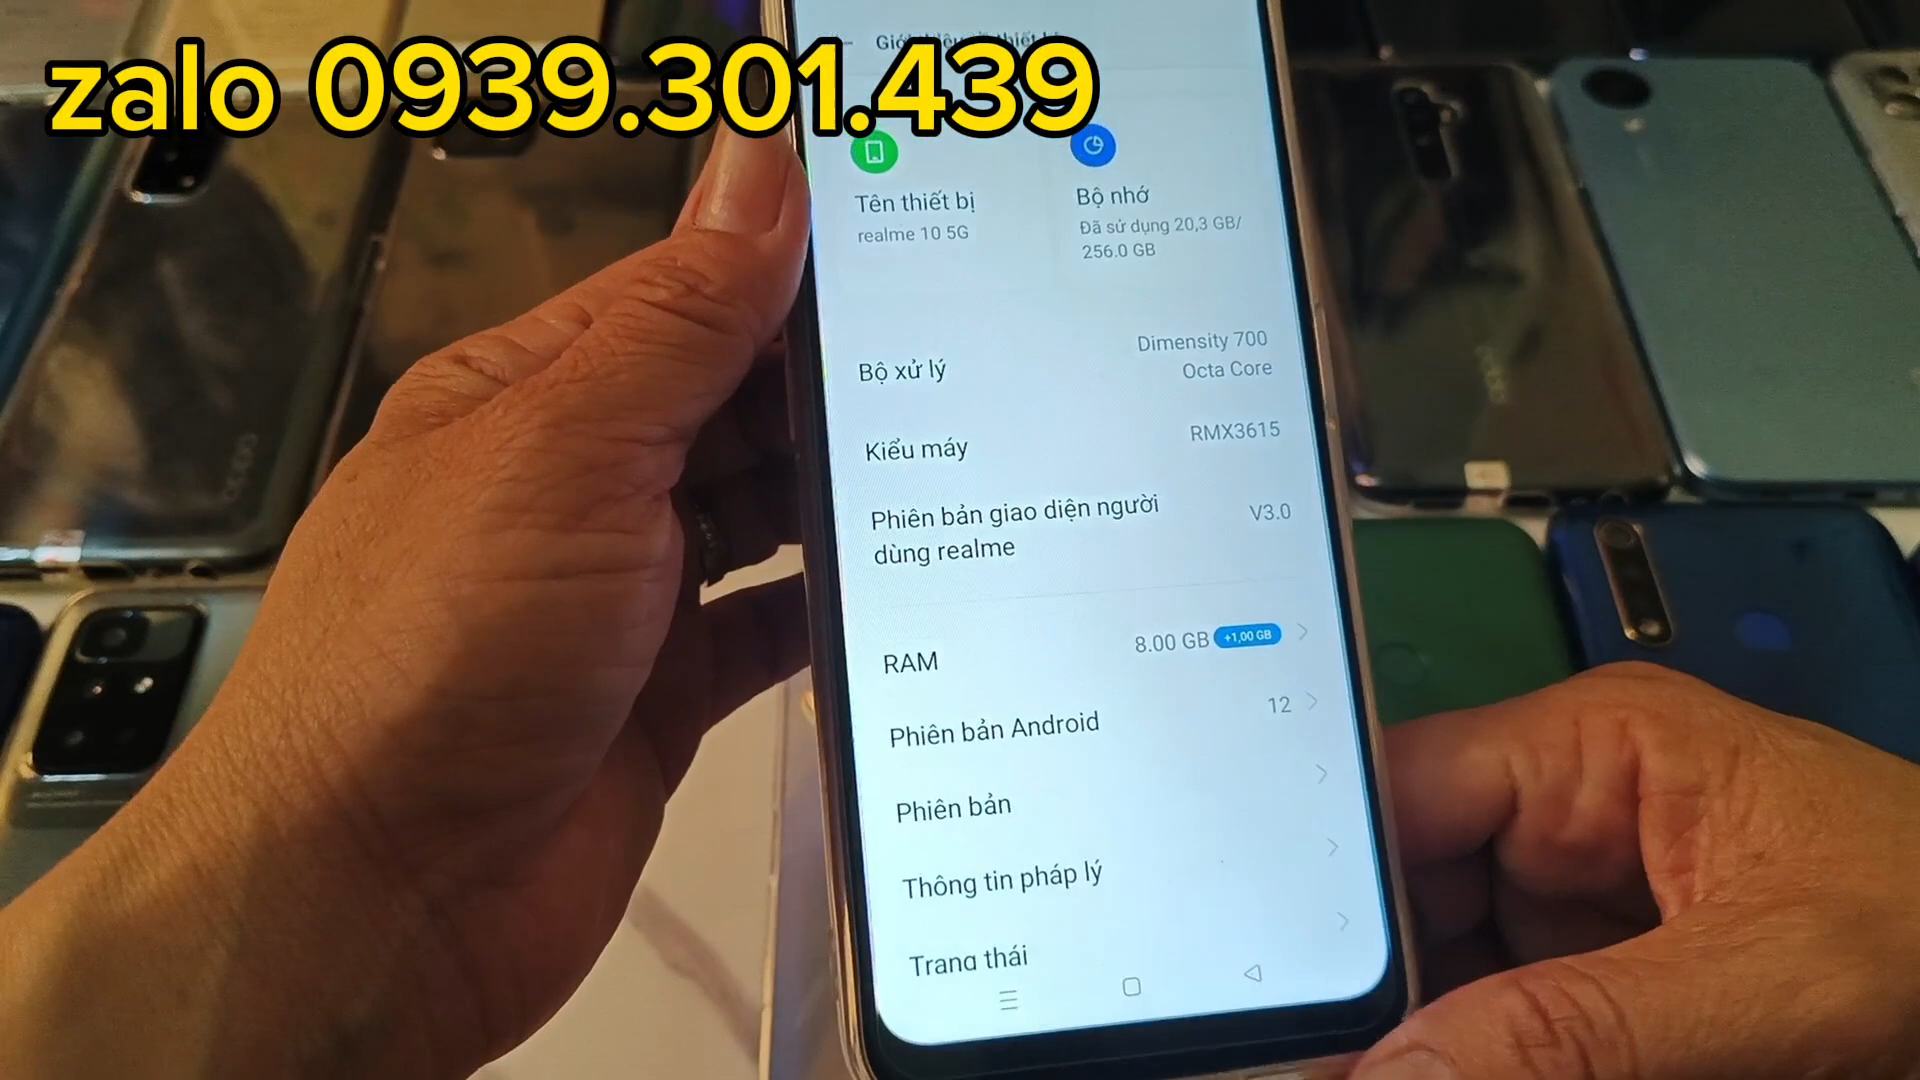 zalo 0939.301.439
Tên thiết bị
realme 10 5G
Bộ nhớ
Đã sử dụng 20,3 GB/
256.0 GB
Bộ xử lý
Dimensity 700
Octa Core
Kiểu máy
RMX3615
Phiên bản giao diện người
dùng realme
V3.0
RAM
8.00 GB +1,00 GB
Phiên bản Android
12
Phiên bản
Thông tin pháp lý
Trạng thái
oppo